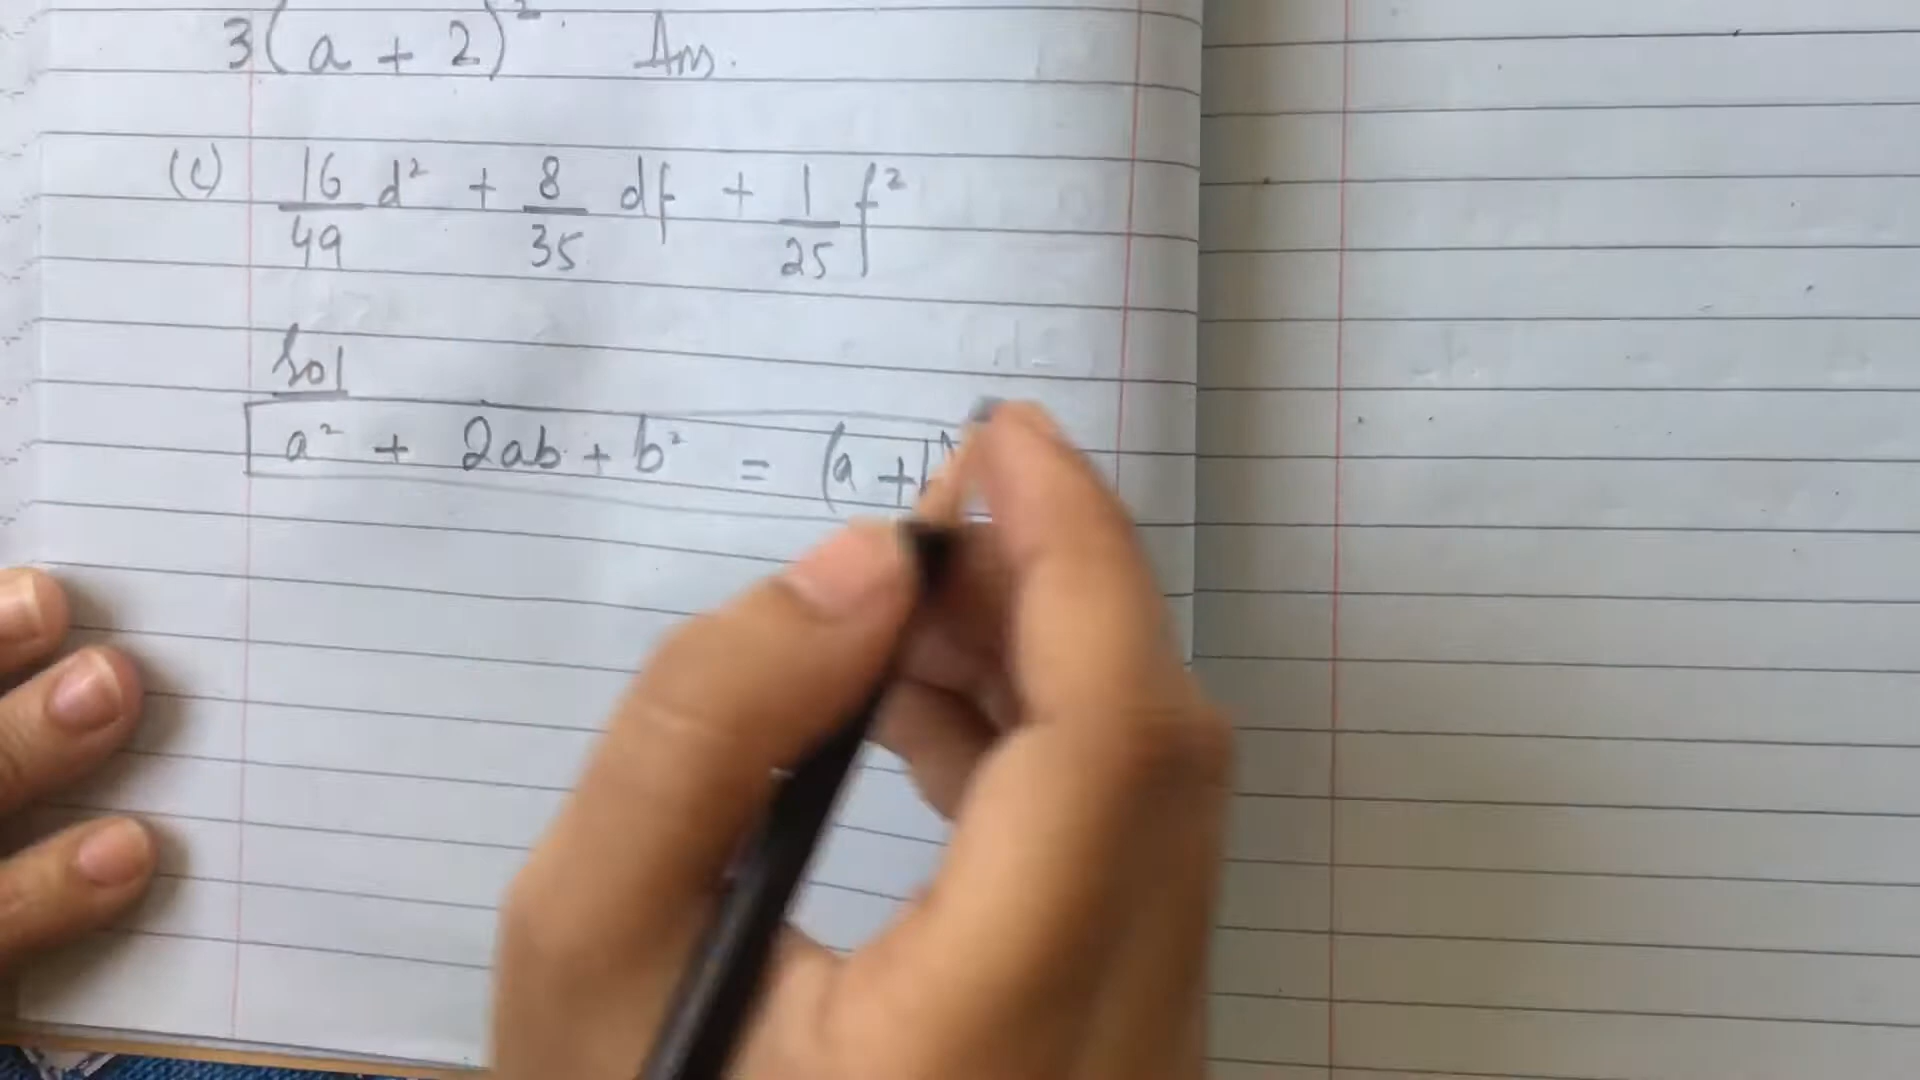 3(a + 2)². Ans.
(c) 16/49 d² + 8/35 df + 1/25 f²
Sol
a² + 2ab + b² = (a + b)